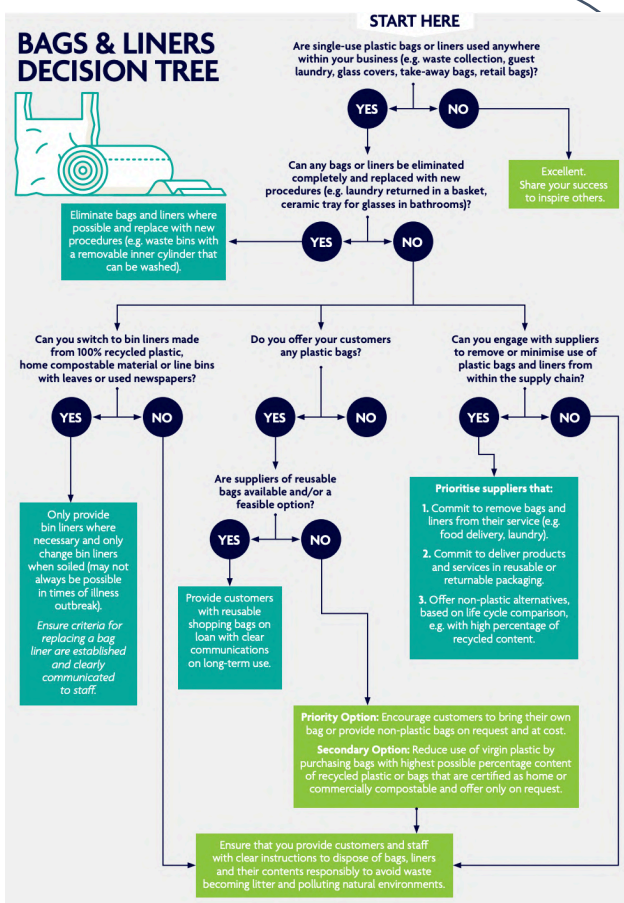 START HERE
BAGS & LINERS
DECISION TREE
Are single-use plastic bags or liners used anywhere
within your business (e.g. waste collection, guest
laundry, glass covers, take-away bags, retail bags)?
YES
NO
Can any bags or liners be eliminated
completely and replaced with new
procedures (e.g. laundry returned in a basket,
ceramic tray for glasses in bathrooms)?
Excellent.
Share your success
to inspire others.
Eliminate bags and liners where
possible and replace with new
procedures (e.g. waste bins with
a removable inner cylinder that
can be washed).
YES
NO
Can you switch to bin liners made
from 100% recycled plastic,
home compostable material or line bins
with leaves or used newspapers?
YES
NO
Do you offer your customers
any plastic bags?
YES
NO
Can you engage with suppliers
to remove or minimise use of
plastic bags and liners from
within the supply chain?
YES
NO
Only provide
bin liners where
necessary and only
change bin liners
when soiled (may not
always be possible
in times of illness
outbreak).
Ensure criteria for
replacing a bag
liner are established
and clearly
communicated
to staff.
Are suppliers of reusable
bags available and/or a
feasible option?
YES
NO
Provide customers
with reusable
shopping bags on
loan with clear
communications
on long-term use.
Prioritise suppliers that:
1. Commit to remove bags and
liners from their service (e.g.
food delivery, laundry).
2. Commit to deliver products
and services in reusable or
returnable packaging.
3. Offer non-plastic alternatives,
based on life cycle comparison,
e.g. with high percentage of
recycled content.
Priority Option: Encourage customers to bring their own
bag or provide non-plastic bags on request and at cost.
Secondary Option: Reduce use of virgin plastic by
purchasing bags with highest possible percentage content
of recycled plastic or bags that are certified as home or
commercially compostable and offer only on request.
Ensure that you provide customers and staff
with clear instructions to dispose of bags, liners
and their contents responsibly to avoid waste
becoming litter and polluting natural environments.